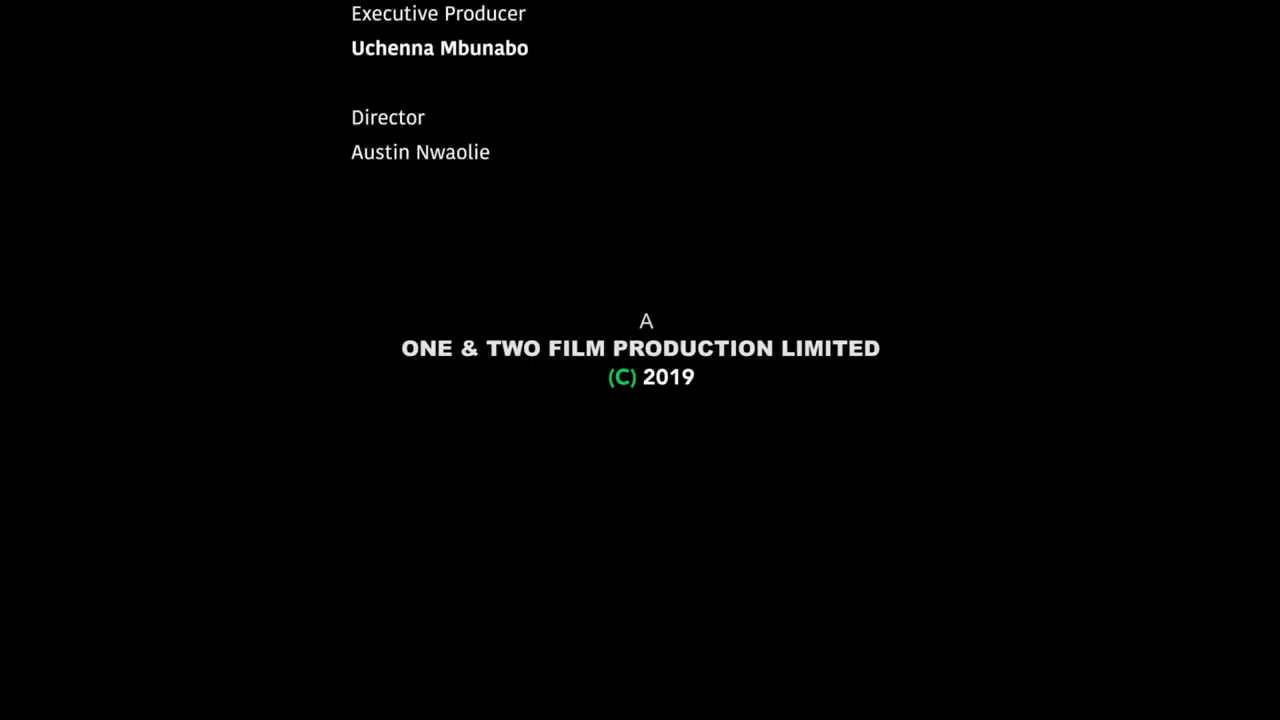 Executive Producer
Uchenna Mbunabo
Director
Austin Nwaolie
A
ONE & TWO FILM PRODUCTION LIMITED
(C) 2019